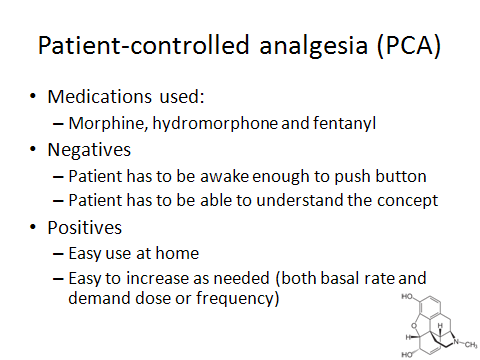 Patient-controlled analgesia (PCA)
• Medications used:
– Morphine, hydromorphone and fentanyl
• Negatives
– Patient has to be awake enough to push button
– Patient has to be able to understand the concept
• Positives
– Easy use at home
– Easy to increase as needed (both basal rate and
demand dose or frequency)
HO
O
H
H
N
CH₃
HO